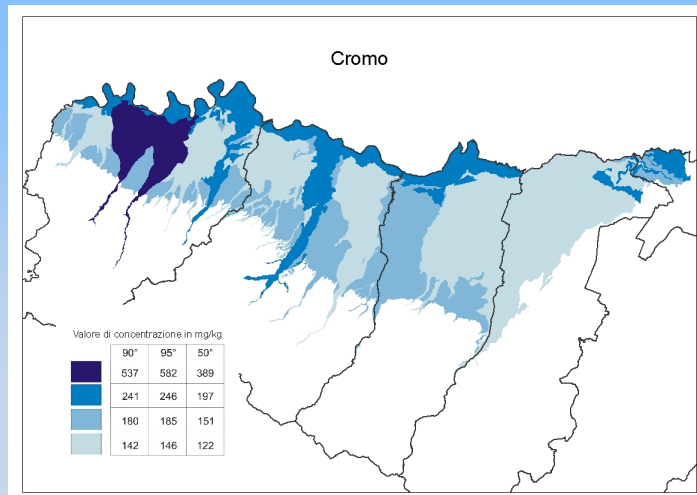 Cromo
Valore di concentrazione in mg/kg
90° 95° 50°
537 582 389
241 246 197
180 185 151
142 146 122